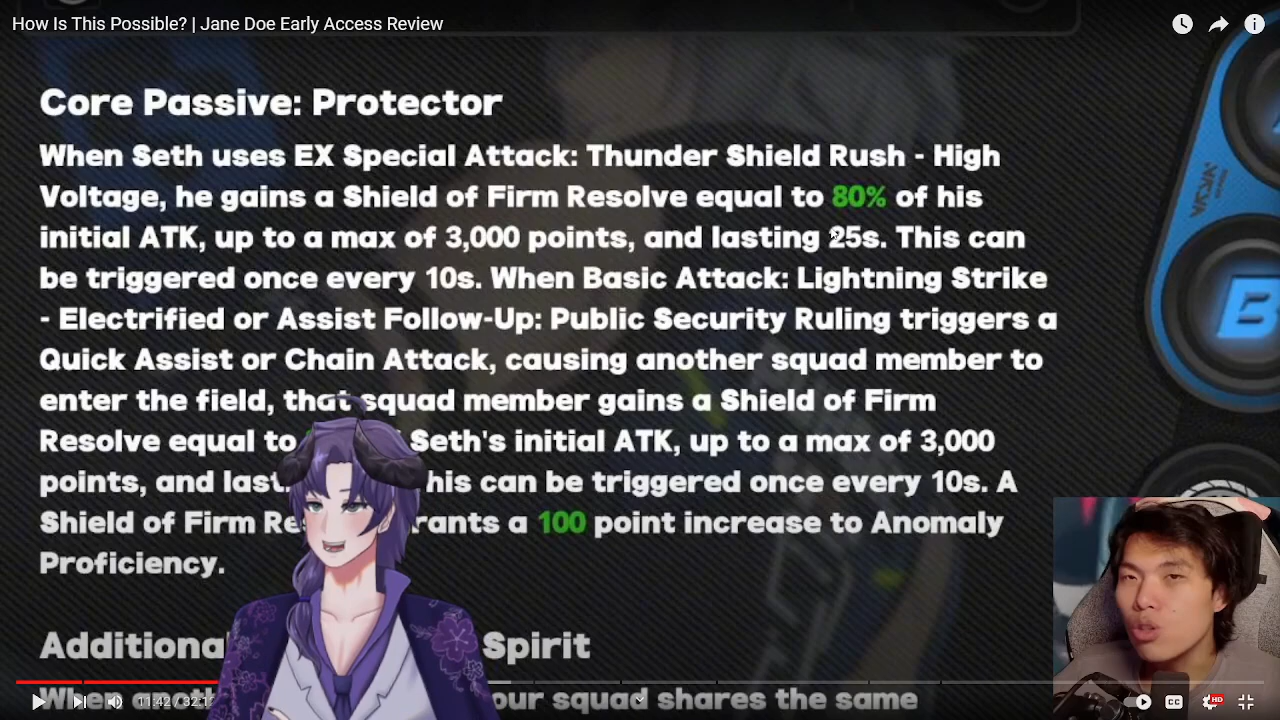 How Is This Possible? | Jane Doe Early Access Review
Core Passive: Protector
When Seth uses EX Special Attack: Thunder Shield Rush - High
Voltage, he gains a Shield of Firm Resolve equal to 80% of his
initial ATK, up to a max of 3,000 points, and lasting 25s. This can
be triggered once every 10s. When Basic Attack: Lightning Strike
- Electrified or Assist Follow-Up: Public Security Ruling triggers a
Quick Assist or Chain Attack, causing another squad member to
enter the field, that squad member gains a Shield of Firm
Resolve equal to Seth's initial ATK, up to a max of 3,000
points, and can be triggered once every 10s. A
Shield of Firm a 100 point increase to Anomaly
Proficiency.
Spirit
When squad shares the same
11:42 /
CC
HD
B